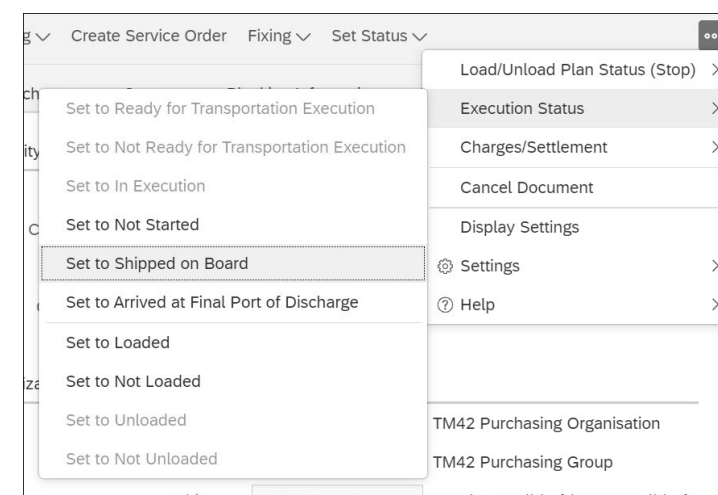 Create Service Order Fixing Set Status
Load/Unload Plan Status (Stop)
Execution Status
Charges/Settlement
Cancel Document
Display Settings
Settings
Help
Set to Ready for Transportation Execution
Set to Not Ready for Transportation Execution
Set to In Execution
Set to Not Started
Set to Shipped on Board
Set to Arrived at Final Port of Discharge
Set to Loaded
Set to Not Loaded
Set to Unloaded
Set to Not Unloaded
TM42 Purchasing Organisation
TM42 Purchasing Group